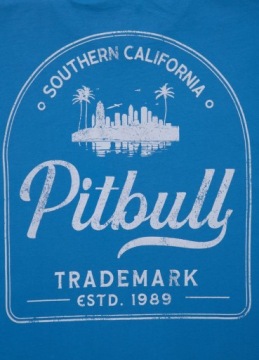 SOUTHERN CALIFORNIA
Pitbull
TRADEMARK
ESTD. 1989